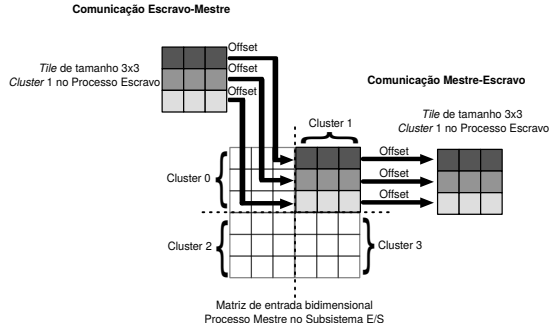 Comunicação Escravo-Mestre
Offset
Tile de tamanho 3x3
Cluster 1 no Processo Escravo
Offset
Offset
Comunicação Mestre-Escravo
Tile de tamanho 3x3
Cluster 1 no Processo Escravo
Cluster 1
Offset
Cluster 0
Offset
Offset
Cluster 2
Cluster 3
Matriz de entrada bidimensional
Processo Mestre no Subsistema E/S